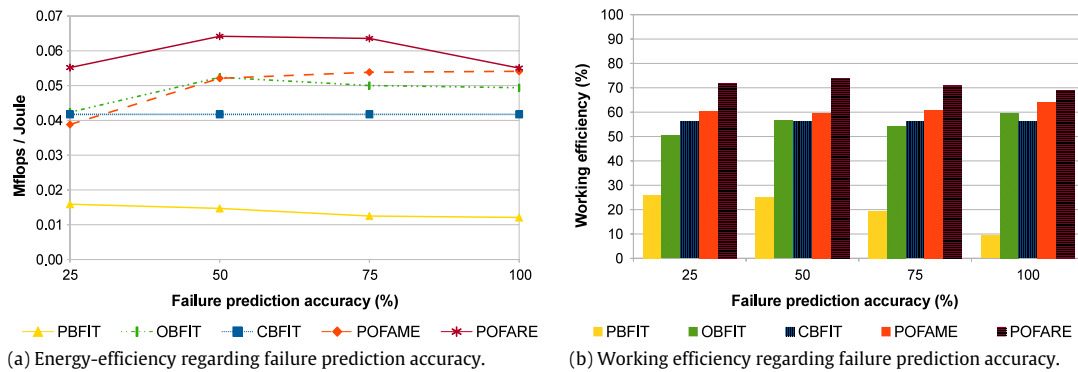 0.07
0.06
0.05
0.04
0.03
0.02
0.01
0.00
Mflops / Joule
25 50 75 100
Failure prediction accuracy (%)
PBFIT OBFIT CBFIT POFAME POFARE
(a) Energy-efficiency regarding failure prediction accuracy.
100
90
80
70
60
50
40
30
20
10
0
Working efficiency (%)
25 50 75 100
Failure prediction accuracy (%)
PBFIT OBFIT CBFIT POFAME POFARE
(b) Working efficiency regarding failure prediction accuracy.